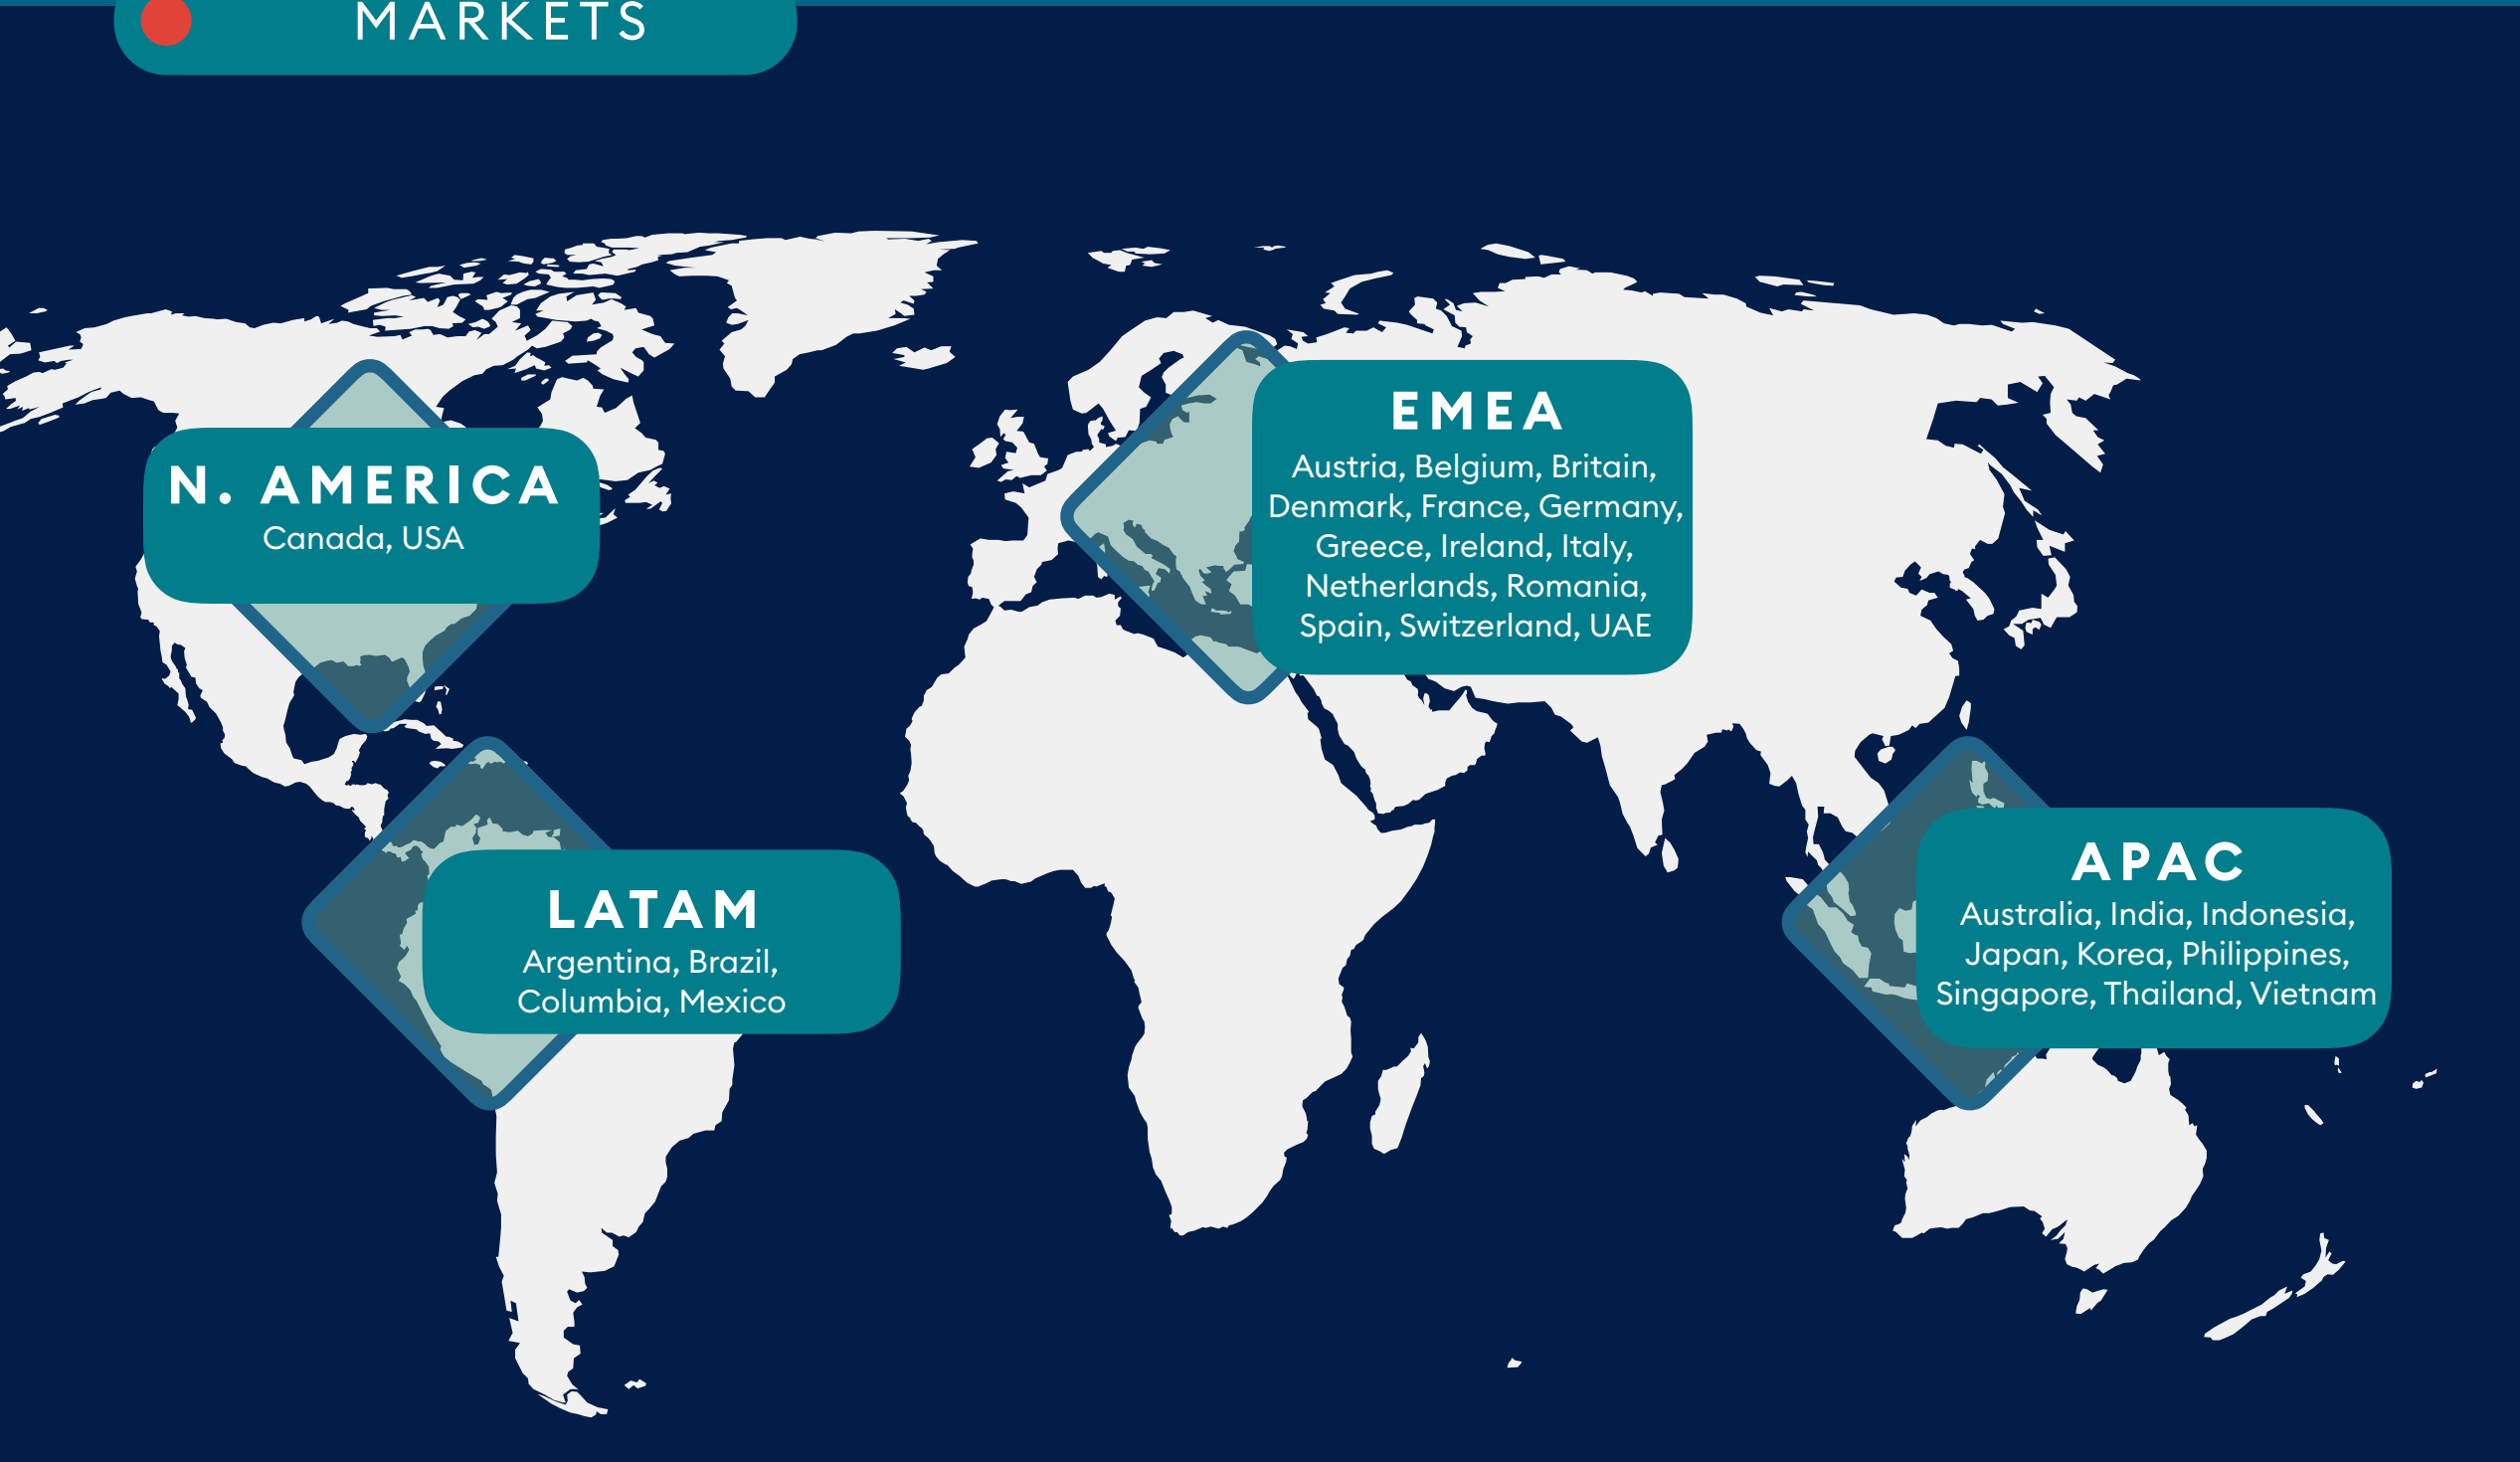 MARKETS
N. AMERICA
Canada, USA
EMEA
Austria, Belgium, Britain,
Denmark, France, Germany,
Greece, Ireland, Italy,
Netherlands, Romania,
Spain, Switzerland, UAE
LATAM
Argentina, Brazil,
Columbia, Mexico
APAC
Australia, India, Indonesia,
Japan, Korea, Philippines,
Singapore, Thailand, Vietnam